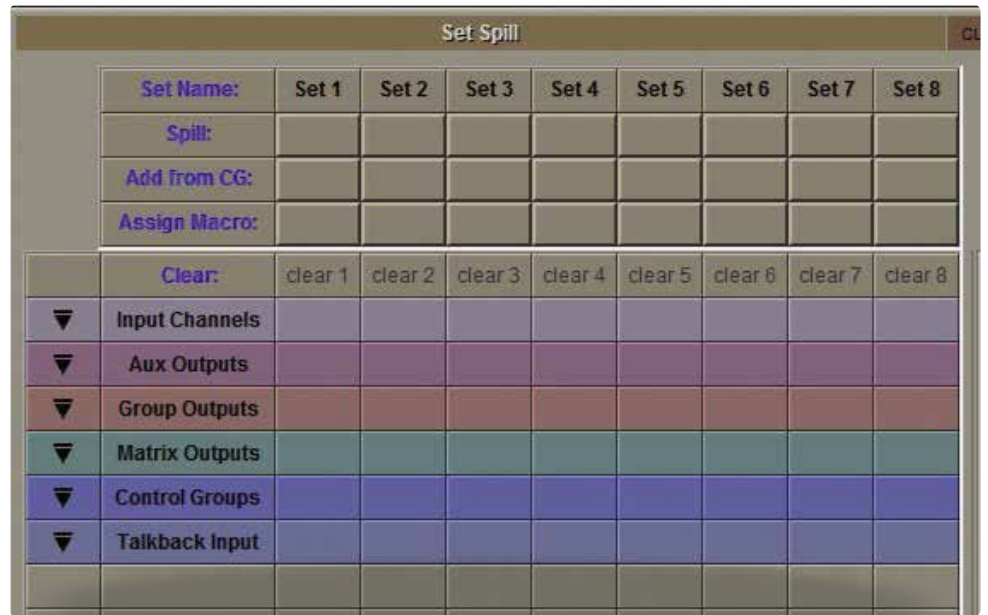 Set Spill
Set Name: Set 1 Set 2 Set 3 Set 4 Set 5 Set 6 Set 7 Set 8
Spill:
Add from CG:
Assign Macro:
Clear: clear 1 clear 2 clear 3 clear 4 clear 5 clear 6 clear 7 clear 8
Input Channels
Aux Outputs
Group Outputs
Matrix Outputs
Control Groups
Talkback Input